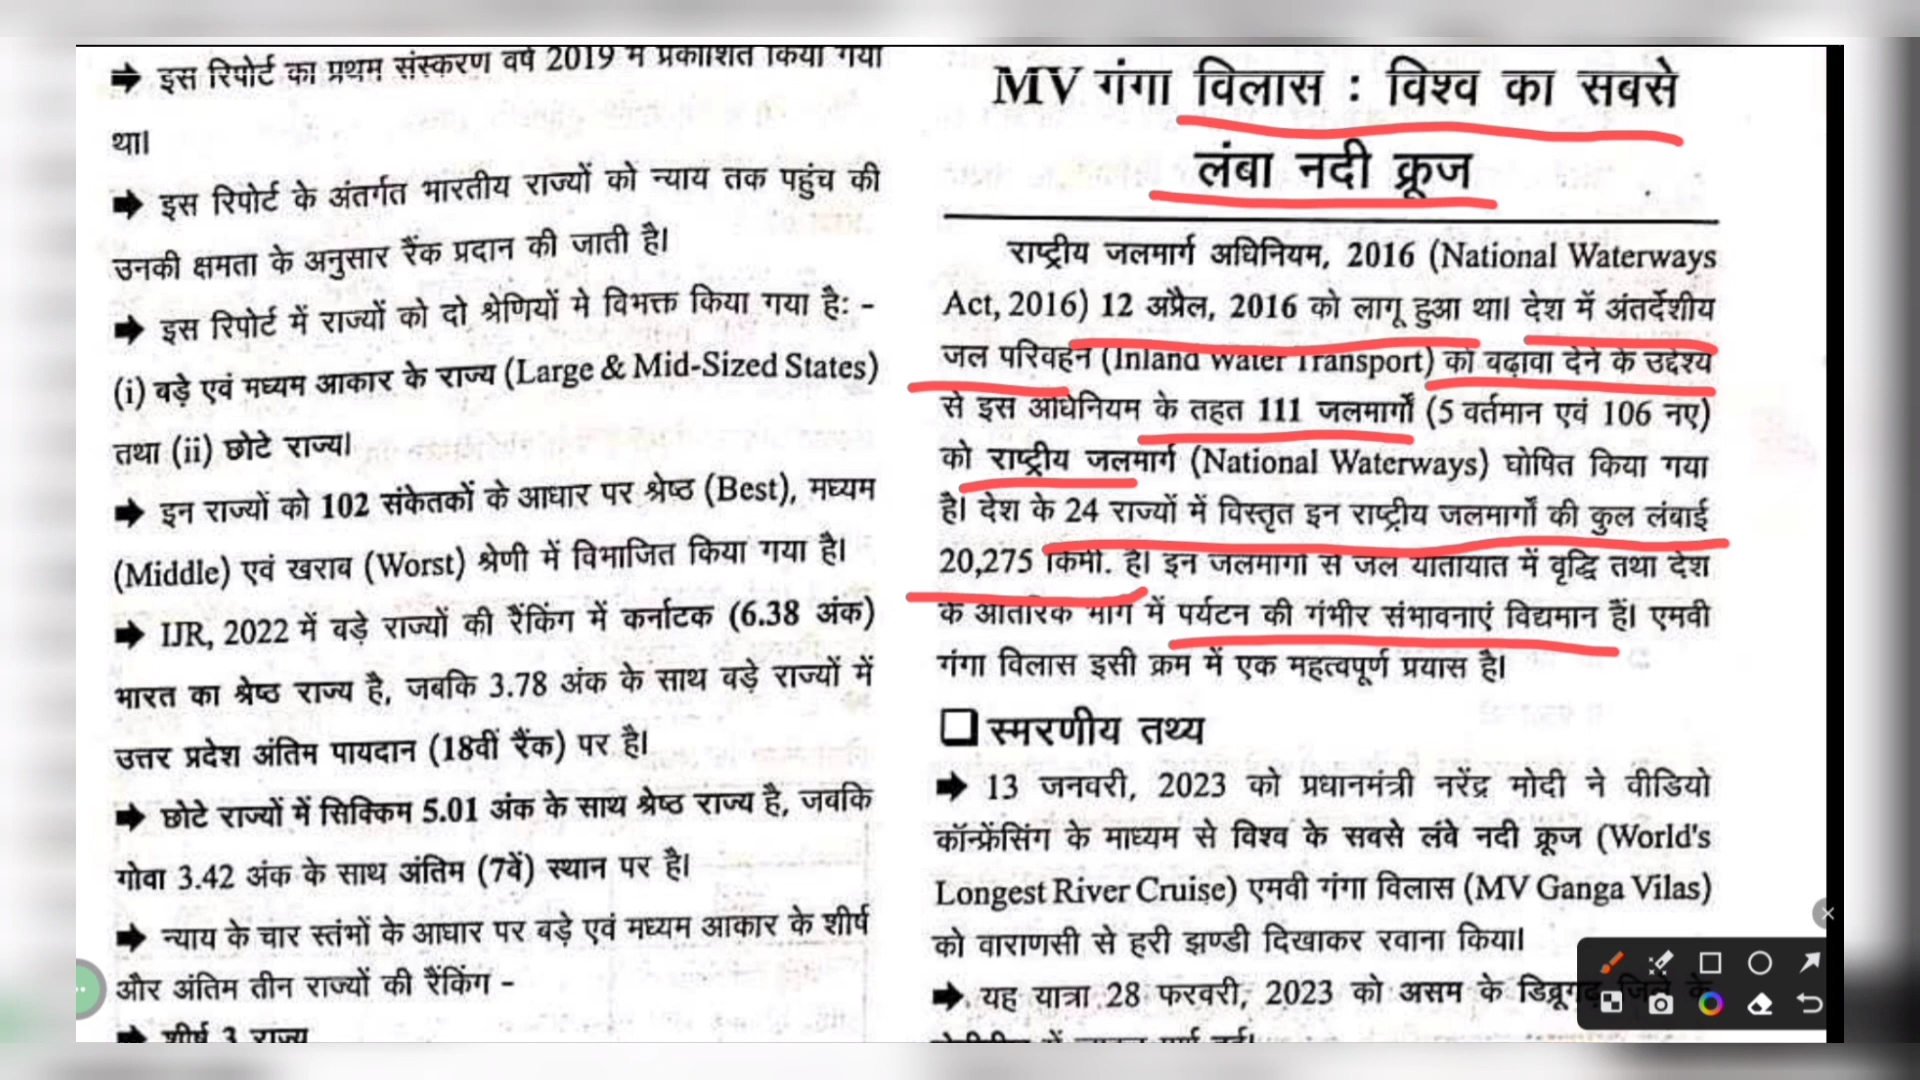 ➡ इस रिपोर्ट का प्रथम संस्करण वर्ष 2019 में प्रकाशित किया गया
था।
➡ इस रिपोर्ट के अंतर्गत भारतीय राज्यों को न्याय तक पहुंच की
उनकी क्षमता के अनुसार रैंक प्रदान की जाती है।
➡ इस रिपोर्ट में राज्यों को दो श्रेणियों मे विभक्त किया गया है: -
(i) बड़े एवं मध्यम आकार के राज्य (Large & Mid-Sized States)
तथा (ii) छोटे राज्य।
➡ इन राज्यों को 102 संकेतकों के आधार पर श्रेष्ठ (Best), मध्यम
(Middle) एवं खराब (Worst) श्रेणी में विभाजित किया गया है।
➡ IJR, 2022 में बड़े राज्यों की रैंकिंग में कर्नाटक (6.38 अंक)
भारत का श्रेष्ठ राज्य है, जबकि 3.78 अंक के साथ बड़े राज्यों में
उत्तर प्रदेश अंतिम पायदान (18वीं रैंक) पर है।
➡ छोटे राज्यों में सिक्किम 5.01 अंक के साथ श्रेष्ठ राज्य है, जबकि
गोवा 3.42 अंक के साथ अंतिम (7वें) स्थान पर है।
➡ न्याय के चार स्तंभों के आधार पर बड़े एवं मध्यम आकार के शीर्ष
और अंतिम तीन राज्यों की रैंकिंग -
➡ शीर्ष 3 राज्य
MV गंगा विलास : विश्व का सबसे
लंबा नदी क्रूज
राष्ट्रीय जलमार्ग अधिनियम, 2016 (National Waterways
Act, 2016) 12 अप्रैल, 2016 को लागू हुआ था। देश में अंतर्देशीय
जल परिवहन (Inland Water Transport) को बढ़ावा देने के उद्देश्य
से इस अधिनियम के तहत 111 जलमार्गों (5 वर्तमान एवं 106 नए)
को राष्ट्रीय जलमार्ग (National Waterways) घोषित किया गया
है। देश के 24 राज्यों में विस्तृत इन राष्ट्रीय जलमार्गों की कुल लंबाई
20,275 किमी. है। इन जलमार्गों से जल यातायात में वृद्धि तथा देश
के आंतरिक भाग में पर्यटन की गंभीर संभावनाएं विद्यमान हैं। एमवी
गंगा विलास इसी क्रम में एक महत्वपूर्ण प्रयास है।
❑ स्मरणीय तथ्य
➡ 13 जनवरी, 2023 को प्रधानमंत्री नरेंद्र मोदी ने वीडियो
कॉन्फ्रेंसिंग के माध्यम से विश्व के सबसे लंबे नदी क्रूज (World's
Longest River Cruise) एमवी गंगा विलास (MV Ganga Vilas)
को वाराणसी से हरी झण्डी दिखाकर रवाना किया।
➡ यह यात्रा 28 फरवरी, 2023 को असम के डिब्रूगढ़ जिले के